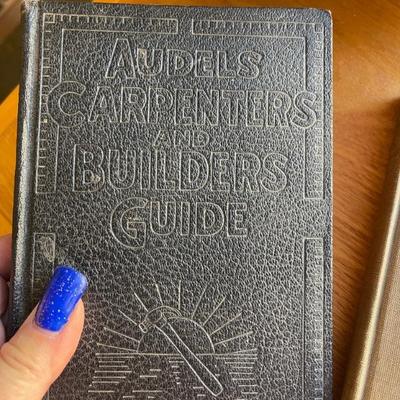 AUDELS
CARPENTERS
AND
BUILDERS
GUIDE